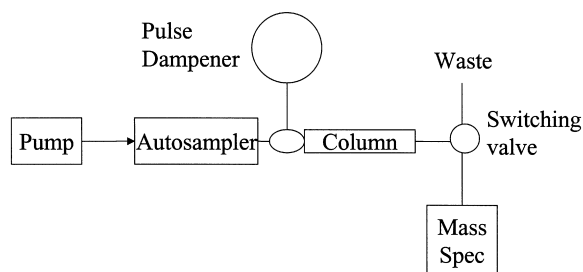 Pulse
Dampener
Waste
Switching
valve
Pump
Autosampler
Column
Mass
Spec